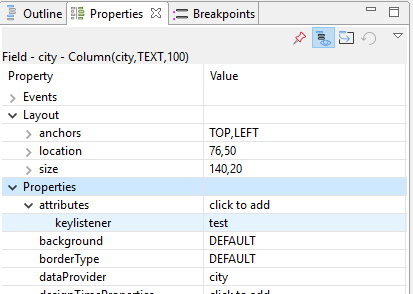 Outline Properties Breakpoints
Field - city - Column(city,TEXT,100)
Property Value
Events
Layout
anchors TOP,LEFT
location 76,50
size 140,20
Properties
attributes click to add
keylistener test
background DEFAULT
borderType DEFAULT
dataProvider city
designTimeProperties click to add